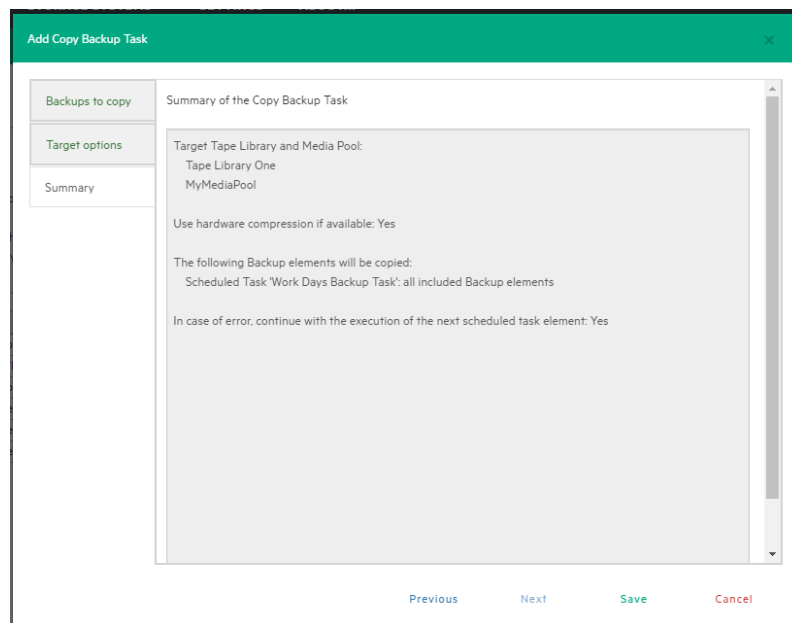 Add Copy Backup Task
×
Backups to copy
Summary of the Copy Backup Task
Target options
Target Tape Library and Media Pool:
Tape Library One
MyMediaPool
Summary
Use hardware compression if available: Yes
The following Backup elements will be copied:
Scheduled Task 'Work Days Backup Task': all included Backup elements
In case of error, continue with the execution of the next scheduled task element: Yes
Previous
Next
Save
Cancel